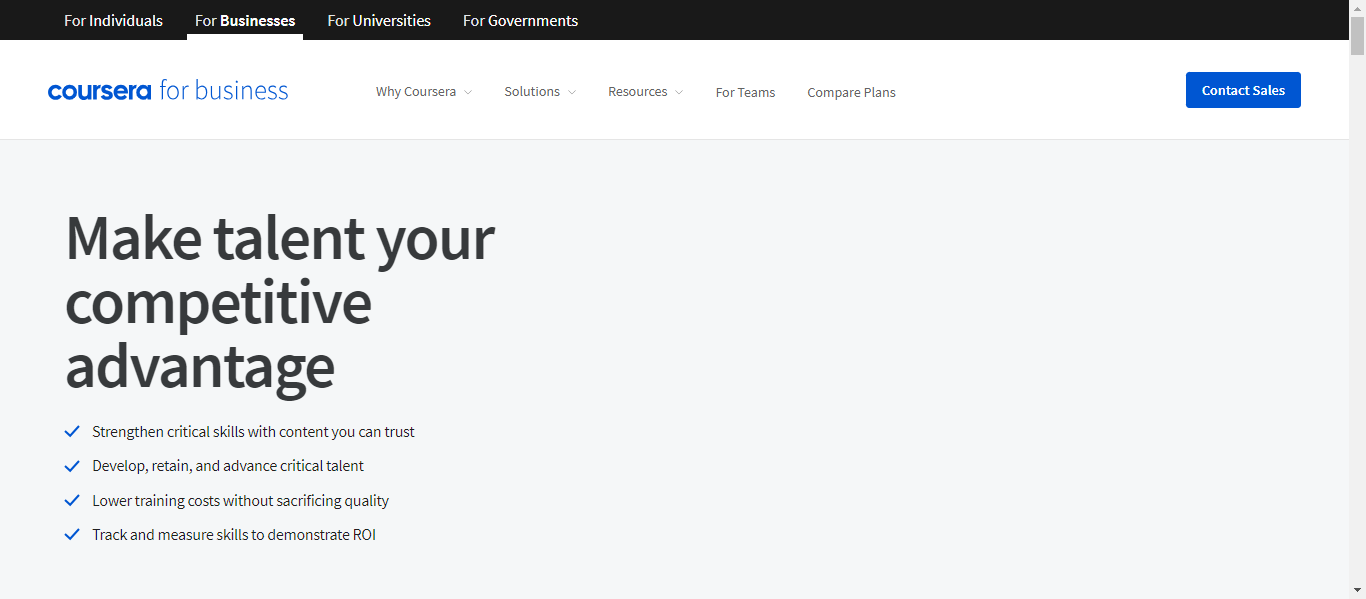 For Individuals For Businesses For Universities For Governments
coursera for business Why Coursera Solutions Resources For Teams Compare Plans Contact Sales
Make talent your
competitive
advantage
Strengthen critical skills with content you can trust
Develop, retain, and advance critical talent
Lower training costs without sacrificing quality
Track and measure skills to demonstrate ROI